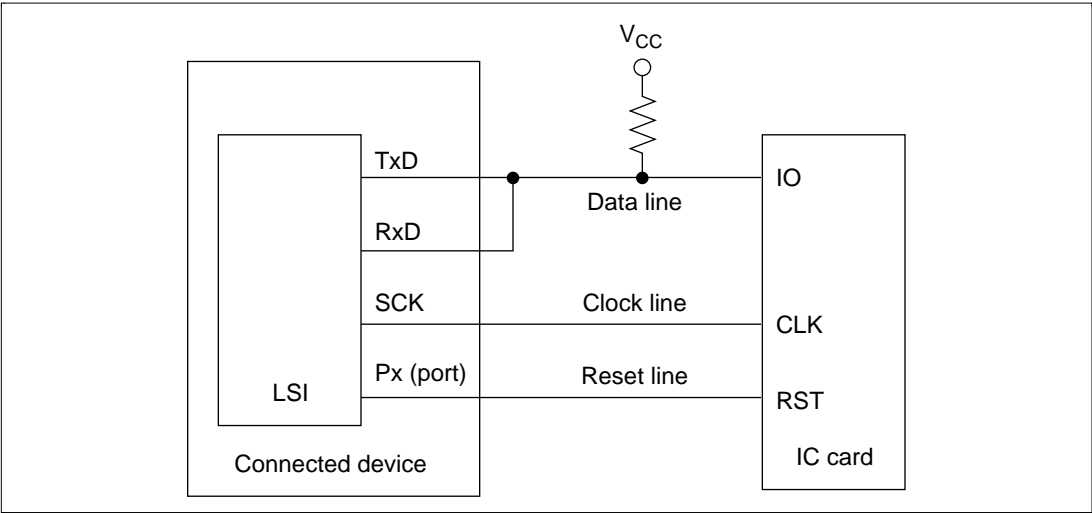 VCC
TxD
IO
Data line
RxD
SCK
Clock line
CLK
Px (port)
Reset line
LSI
RST
Connected device
IC card